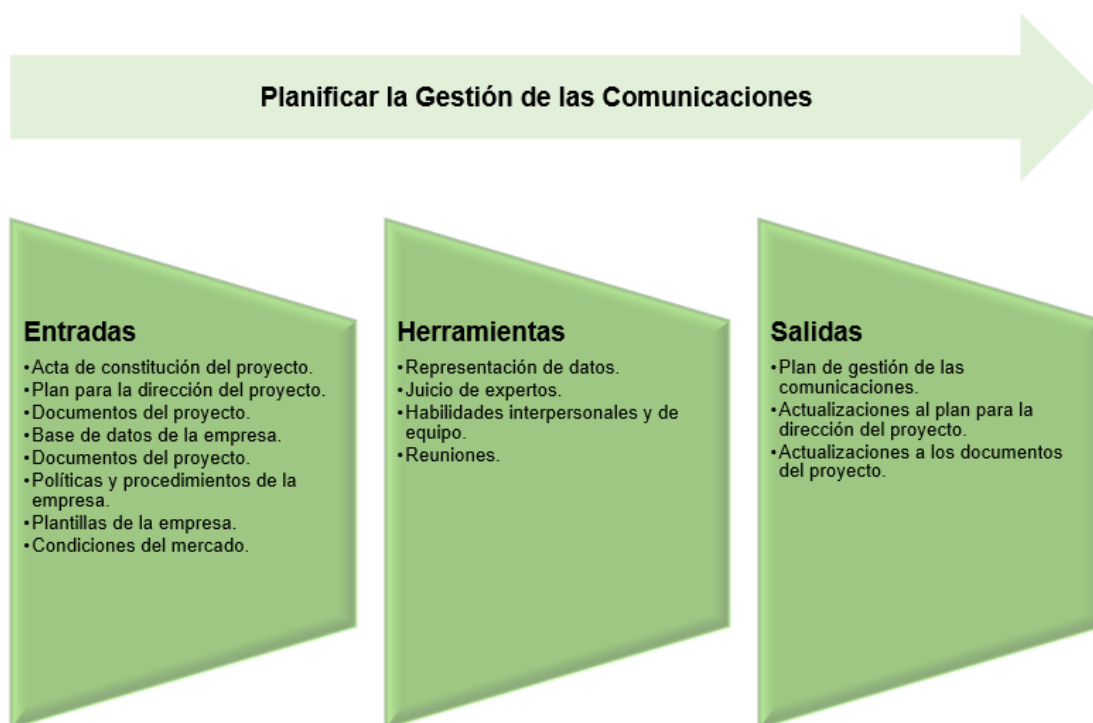 Planificar la Gestión de las Comunicaciones
Entradas
•Acta de constitución del proyecto.
•Plan para la dirección del proyecto.
•Documentos del proyecto.
•Base de datos de la empresa.
•Documentos del proyecto.
•Políticas y procedimientos de la
empresa.
•Plantillas de la empresa.
•Condiciones del mercado.
Herramientas
•Representación de datos.
•Juicio de expertos.
•Habilidades interpersonales y de
equipo.
•Reuniones.
Salidas
•Plan de gestión de las
comunicaciones.
•Actualizaciones al plan para la
dirección del proyecto.
•Actualizaciones a los documentos
del proyecto.